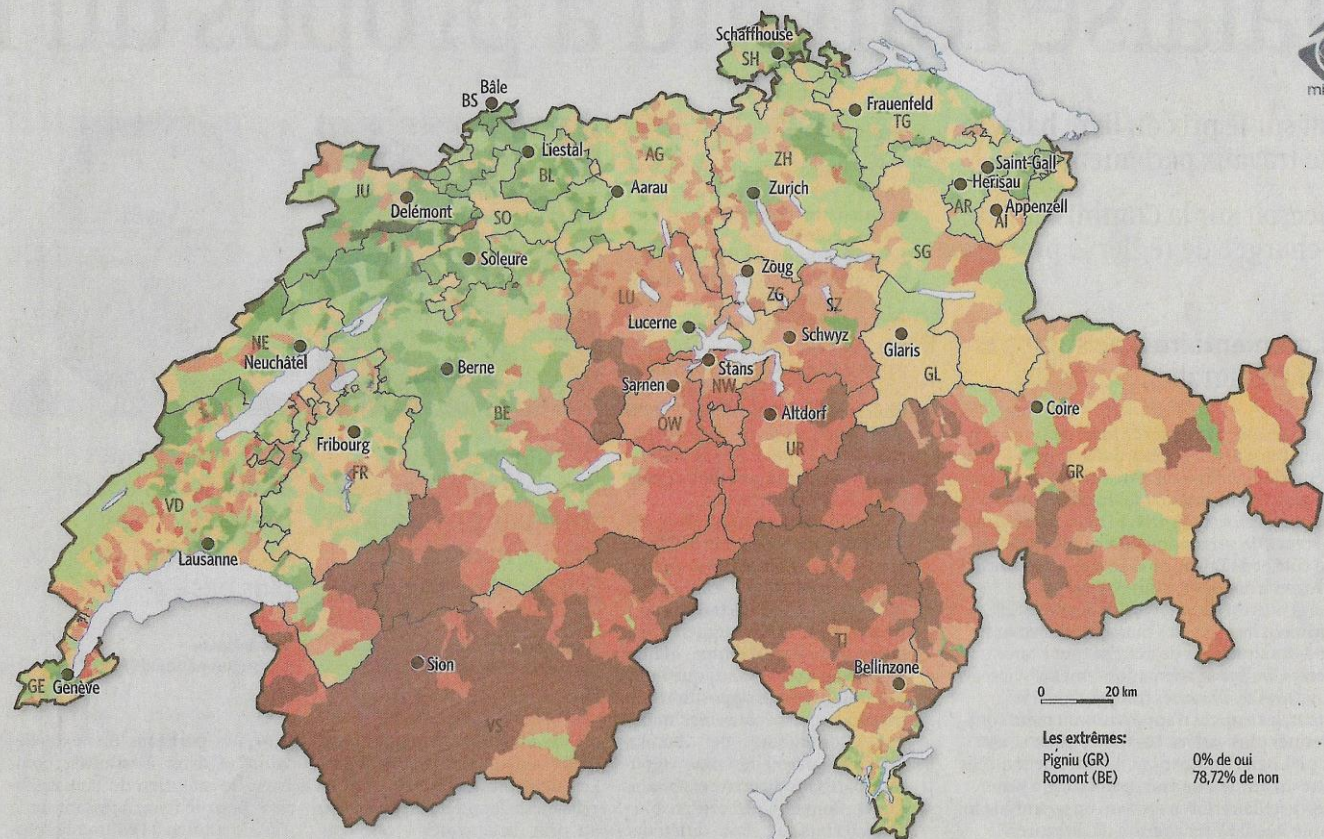 Schaffhouse
SH
Bâle
BS
Frauenfeld
TG
Liestal
BL
AG
ZH
Saint-Gall
Herisau
AR
Appenzell
AI
JU
Delémont
SO
Aarau
Zurich
Soleure
SG
Zoug
ZG
SZ
LU
Lucerne
Schwyz
Glaris
GL
NE
Neuchâtel
Berne
BE
Stans
NW
Sarnen
OW
Altdorf
UR
Coire
GR
Fribourg
FR
VD
Lausanne
Sion
VS
TI
Bellinzone
GE
Genève
0 20 km
Les extrêmes:
Pigniu (GR) 0% de oui
Romont (BE) 78,72% de non